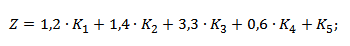 Z = 1,2 · K₁ + 1,4 · K₂ + 3,3 · K₃ + 0,6 · K₄ + K₅;